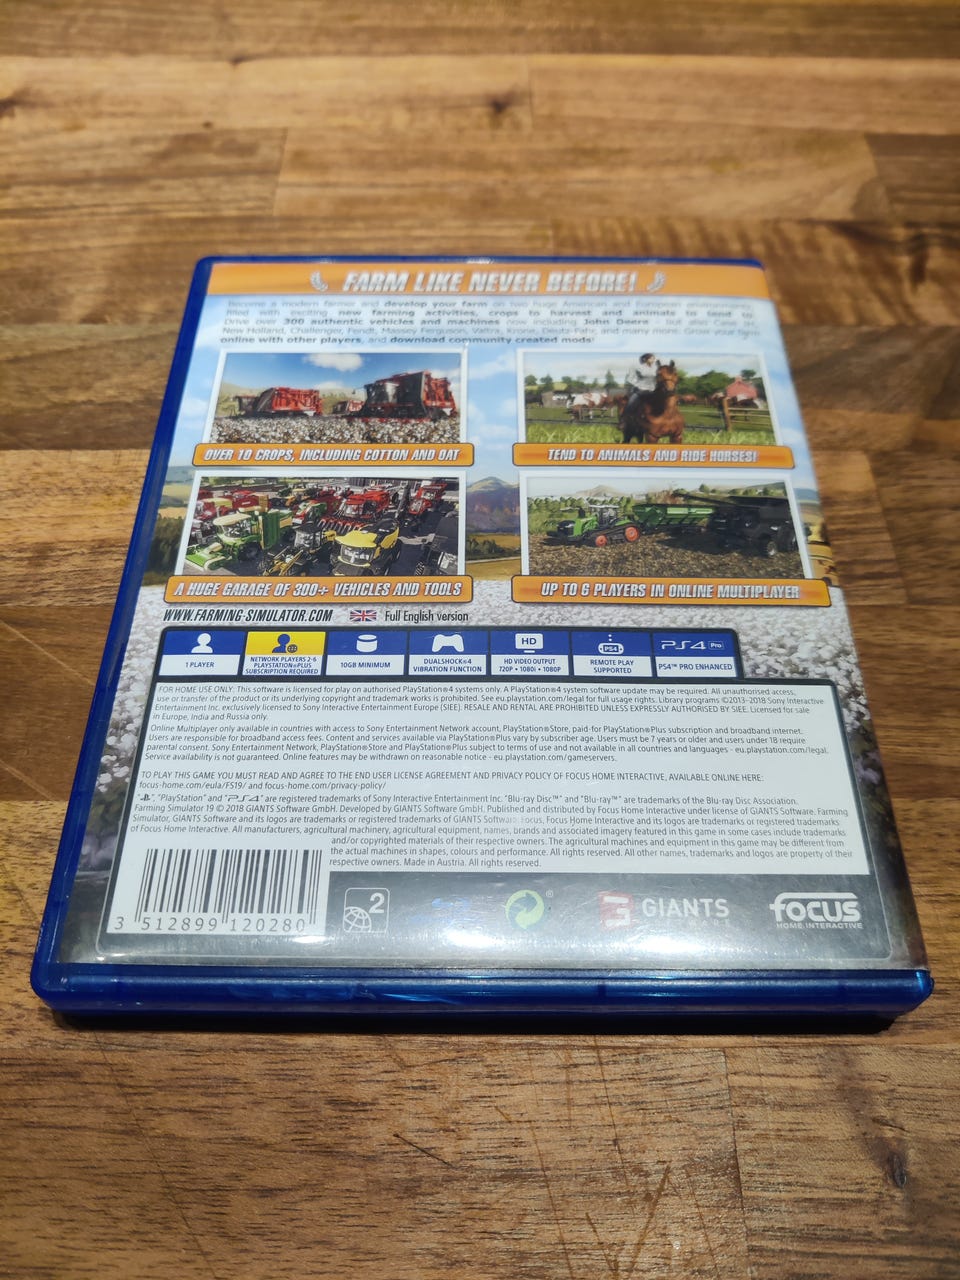 FARM LIKE NEVER BEFORE!
Become a modern farmer and develop your farm on two huge American and European
filled with exciting new farming activities, crops to harvest and animals to tend to
Drive over 300 authentic vehicles and machines now including John Deere - but also Case IH,
New Holland, Challenger, Fendt, Massey Ferguson, Valtra, Krone, Deutz-Fahr, and many more. Grow your farm
online with other players, and download community created mods!
OVER 10 CROPS, INCLUDING COTTON AND OAT
TEND TO ANIMALS AND RIDE HORSES!
A HUGE GARAGE OF 300+ VEHICLES AND TOOLS
UP TO 6 PLAYERS IN ONLINE MULTIPLAYER
WWW.FARMING-SIMULATOR.COM Full English version
HD PS4 PS4 Pro
1 PLAYER
NETWORK PLAYERS 2-6
PLAYSTATION®PLUS
SUBSCRIPTION REQUIRED
10GB MINIMUM
DUALSHOCK®4
VIBRATION FUNCTION
HD VIDEO OUTPUT
720P • 1080i • 1080P
REMOTE PLAY
SUPPORTED
PS4™ PRO ENHANCED
FOR HOME USE ONLY: This software is licensed for play on authorised PlayStation®4 systems only. A PlayStation®4 system software update may be required. All unauthorised access,
use or transfer of the product or its underlying copyright and trademark works is prohibited. See eu.playstation.com/legal for full usage rights. Library programs ©2013-2018 Sony Interactive
Entertainment Inc. exclusively licensed to Sony Interactive Entertainment Europe (SIEE). RESALE AND RENTAL ARE PROHIBITED UNLESS EXPRESSLY AUTHORISED BY SIEE. Licensed for sale
in Europe, India and Russia only.
Online Multiplayer only available in countries with access to Sony Entertainment Network account, PlayStation®Store, paid-for PlayStation®Plus subscription and broadband internet.
Users are responsible for broadband access fees. Content and services available via PlayStation®Plus vary by subscriber age. Users must be 7 years or older and users under 18 require
parental consent. Sony Entertainment Network, PlayStation®Store and PlayStation®Plus subject to terms of use and not available in all countries and languages - eu.playstation.com/legal.
Service availability is not guaranteed. Online features may be withdrawn on reasonable notice - eu.playstation.com/gameservers.
TO PLAY THIS GAME YOU MUST READ AND AGREE TO THE END USER LICENSE AGREEMENT AND PRIVACY POLICY OF FOCUS HOME INTERACTIVE, AVAILABLE ONLINE HERE:
focus-home.com/eula/FS19/ and focus-home.com/privacy-policy/
"PS", "PlayStation" and "PS4" are registered trademarks of Sony Interactive Entertainment Inc. "Blu-ray Disc™" and "Blu-ray™" are trademarks of the Blu-ray Disc Association.
Farming Simulator 19 © 2018 GIANTS Software GmbH. Developed by GIANTS Software GmbH. Published and distributed by Focus Home Interactive under license of GIANTS Software. Farming
Simulator, GIANTS Software and its logos are trademarks or registered trademarks of GIANTS Software. Focus, Focus Home Interactive and its logos are trademarks or registered trademarks
of Focus Home Interactive. All manufacturers, agricultural machinery, agricultural equipment, names, brands and associated imagery featured in this game in some cases include trademarks
and/or copyrighted materials of their respective owners. The agricultural machines and equipment in this game may be different from
the actual machines in shapes, colours and performance. All rights reserved. All other names, trademarks and logos are property of their
respective owners. Made in Austria. All rights reserved.
3 512899 120280
2
®
GIANTS
SOFTWARE
FOCUS
HOME INTERACTIVE